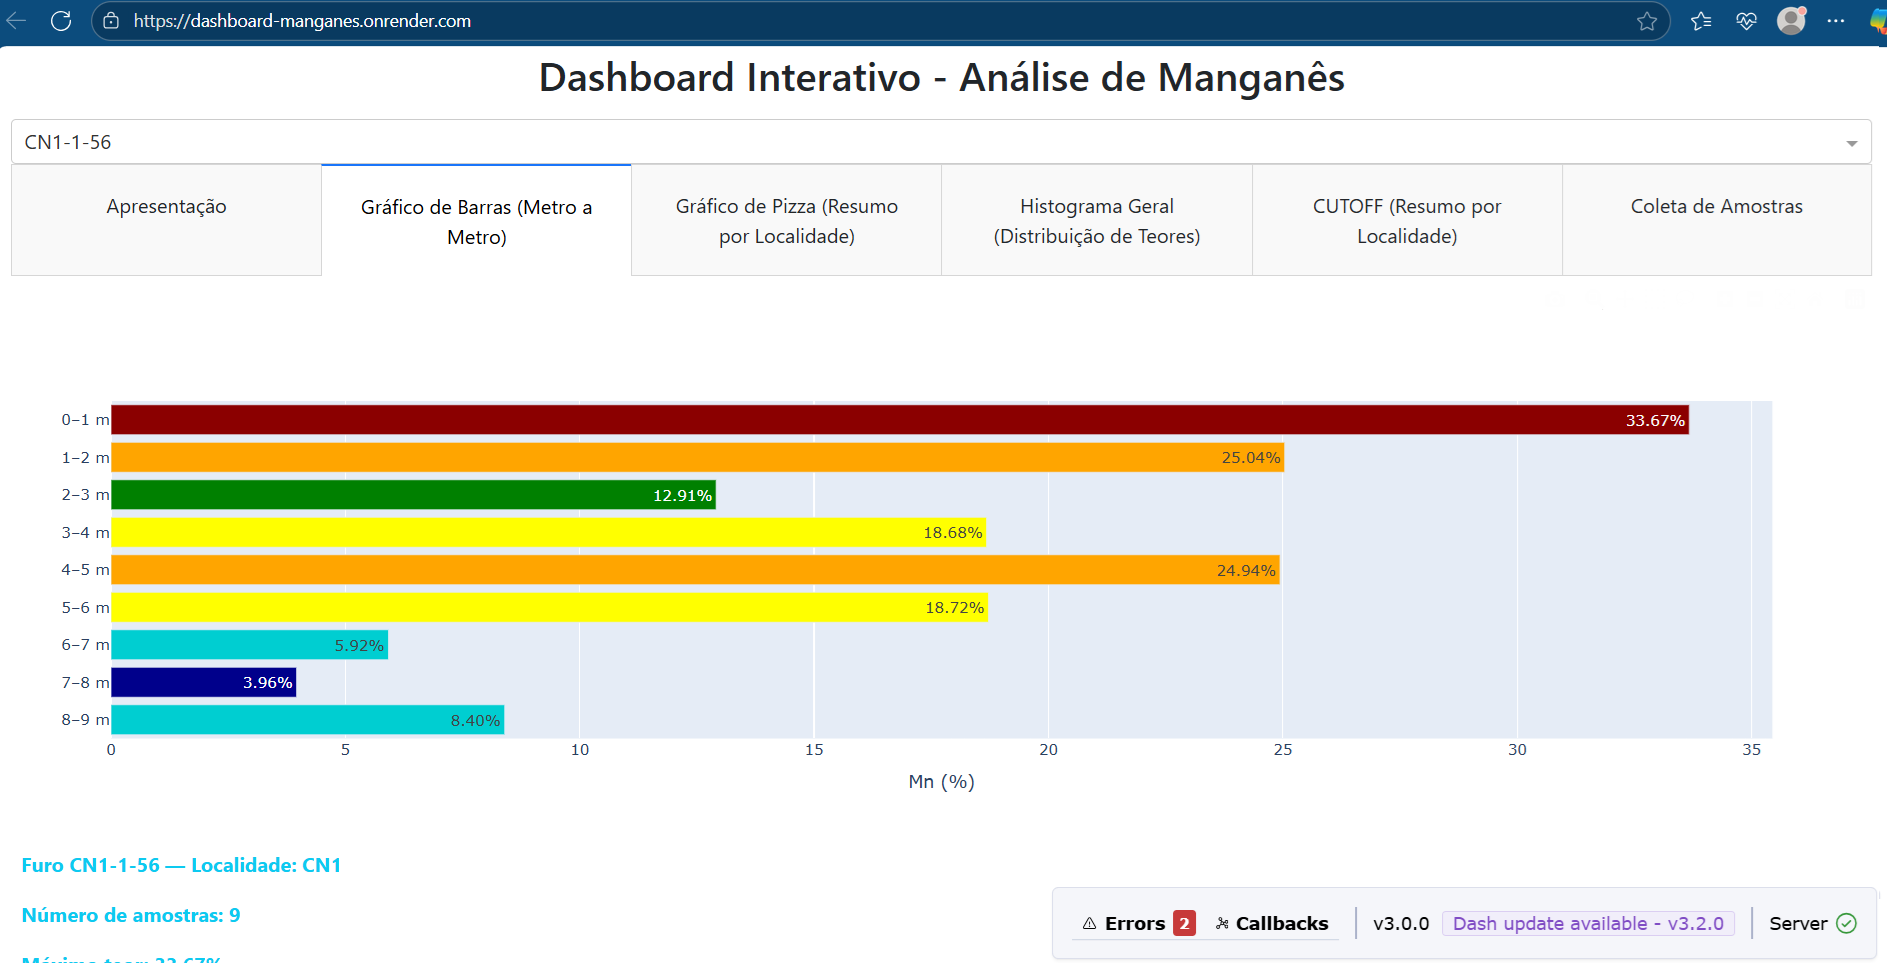 https://dashboard-manganes.onrender.com
Dashboard Interativo - Análise de Manganês
CN1-1-56
Apresentação
Gráfico de Barras (Metro a
Metro)
Gráfico de Pizza (Resumo
por Localidade)
Histograma Geral
(Distribuição de Teores)
CUTOFF (Resumo por
Localidade)
Coleta de Amostras
0–1 m 33.67%
1–2 m 25.04%
2–3 m 12.91%
3–4 m 18.68%
4–5 m 24.94%
5–6 m 18.72%
6–7 m 5.92%
7–8 m 3.96%
8–9 m 8.40%
0 5 10 15 20 25 30 35
Mn (%)
Furo CN1-1-56 — Localidade: CN1
Número de amostras: 9
Máximo teor: 33.67%
Errors 2 Callbacks v3.0.0 Dash update available - v3.2.0 Server